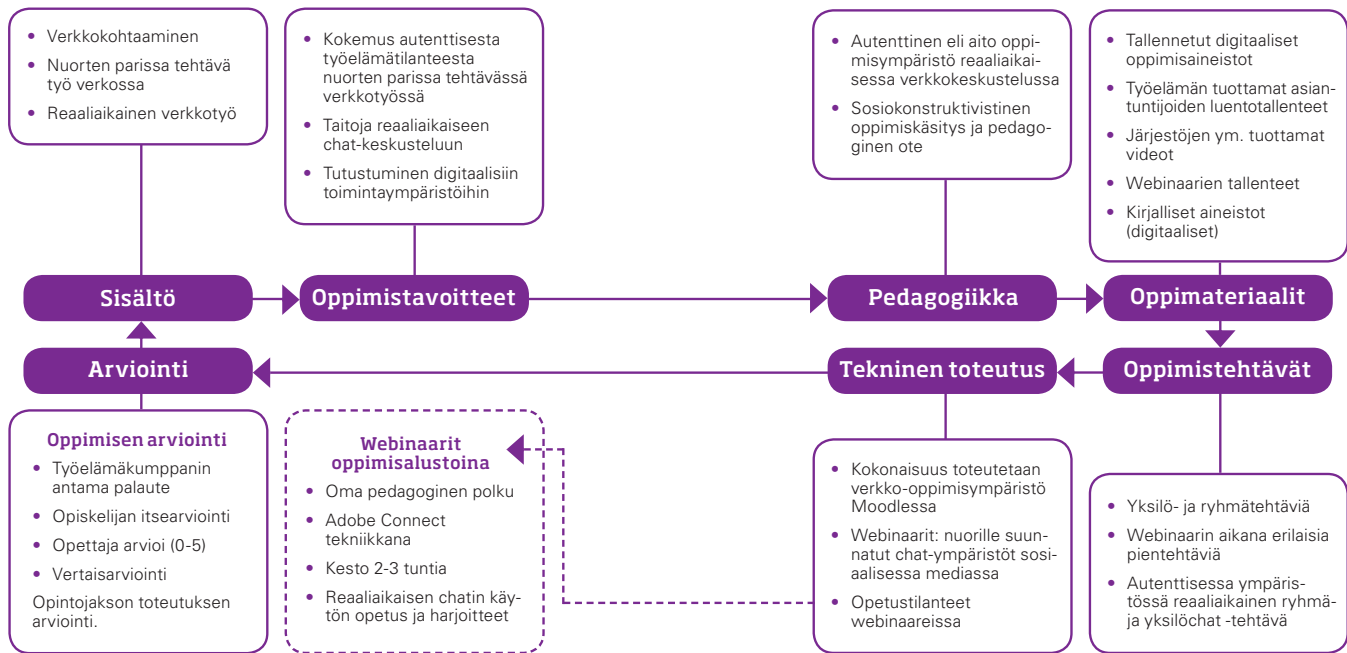 • Verkkokohtaaminen
• Nuorten parissa tehtävä
työ verkossa
• Reaaliaikainen verkkotyö
• Kokemus autenttisesta
työelämätilanteesta
nuorten parissa tehtävässä
verkkotyössä
• Taitoja reaaliaikaiseen
chat-keskusteluun
• Tutustuminen digitaalisiin
toimintaympäristöihin
• Autenttinen eli aito oppi-
misympäristö reaaliaikai-
sessa verkkokeskustelussa
• Sosiokonstruktivistinen
oppimiskäsitys ja pedago-
ginen ote
• Tallennetut digitaaliset
oppimisaineistot
• Työelämän tuottamat asian-
tuntijoiden luentotallenteet
• Järjestöjen ym. tuottamat
videot
• Webinaarien tallenteet
• Kirjalliset aineistot
(digitaaliset)
Sisältö
Oppimistavoitteet
Pedagogiikka
Oppimateriaalit
Arviointi
Tekninen toteutus
Oppimistehtävät
Oppimisen arviointi
• Työelämäkumppanin
antama palaute
• Opiskelijan itsearviointi
• Opettaja arvioi (0-5)
• Vertaisarviointi
Opintojakson toteutuksen
arviointi.
Webinaarit
oppimisalustoina
• Oma pedagoginen polku
• Adobe Connect
tekniikkana
• Kesto 2-3 tuntia
• Reaaliaikaisen chatin käy-
tön opetus ja harjoitteet
• Kokonaisuus toteutetaan
verkko-oppimisympäristö
Moodlessa
• Webinaarit: nuorille suun-
natut chat-ympäristöt sosi-
aalisessa mediassa
• Opetustilanteet
webinaareissa
• Yksilö- ja ryhmätehtäviä
• Webinaarin aikana erilaisia
pientehtäviä
• Autenttisessa ympäris-
tössä reaaliaikainen ryhmä-
ja yksilöchat -tehtävä